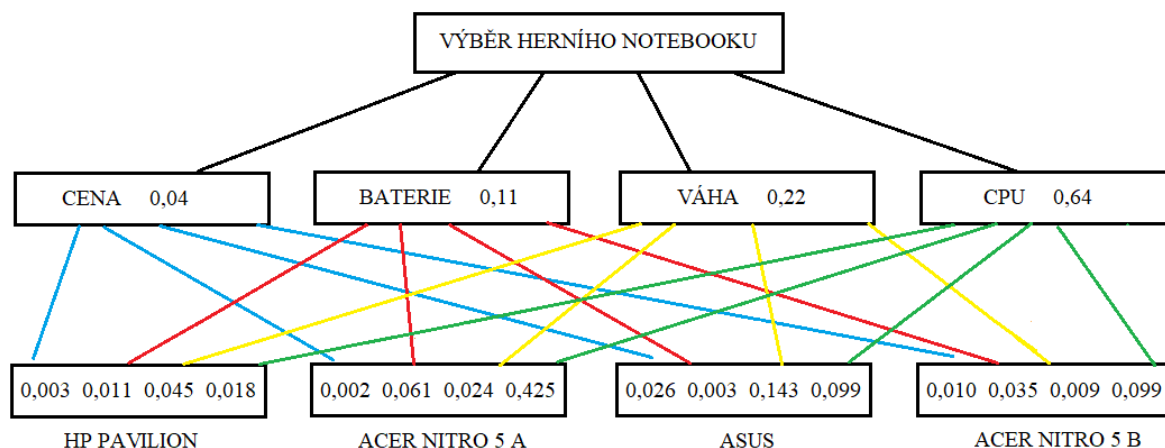 VÝBĚR HERNÍHO NOTEBOOKU
CENA 0,04
BATERIE 0,11
VÁHA 0,22
CPU 0,64
0,003 0,011 0,045 0,018
0,002 0,061 0,024 0,425
0,026 0,003 0,143 0,099
0,010 0,035 0,009 0,099
HP PAVILION
ACER NITRO 5 A
ASUS
ACER NITRO 5 B